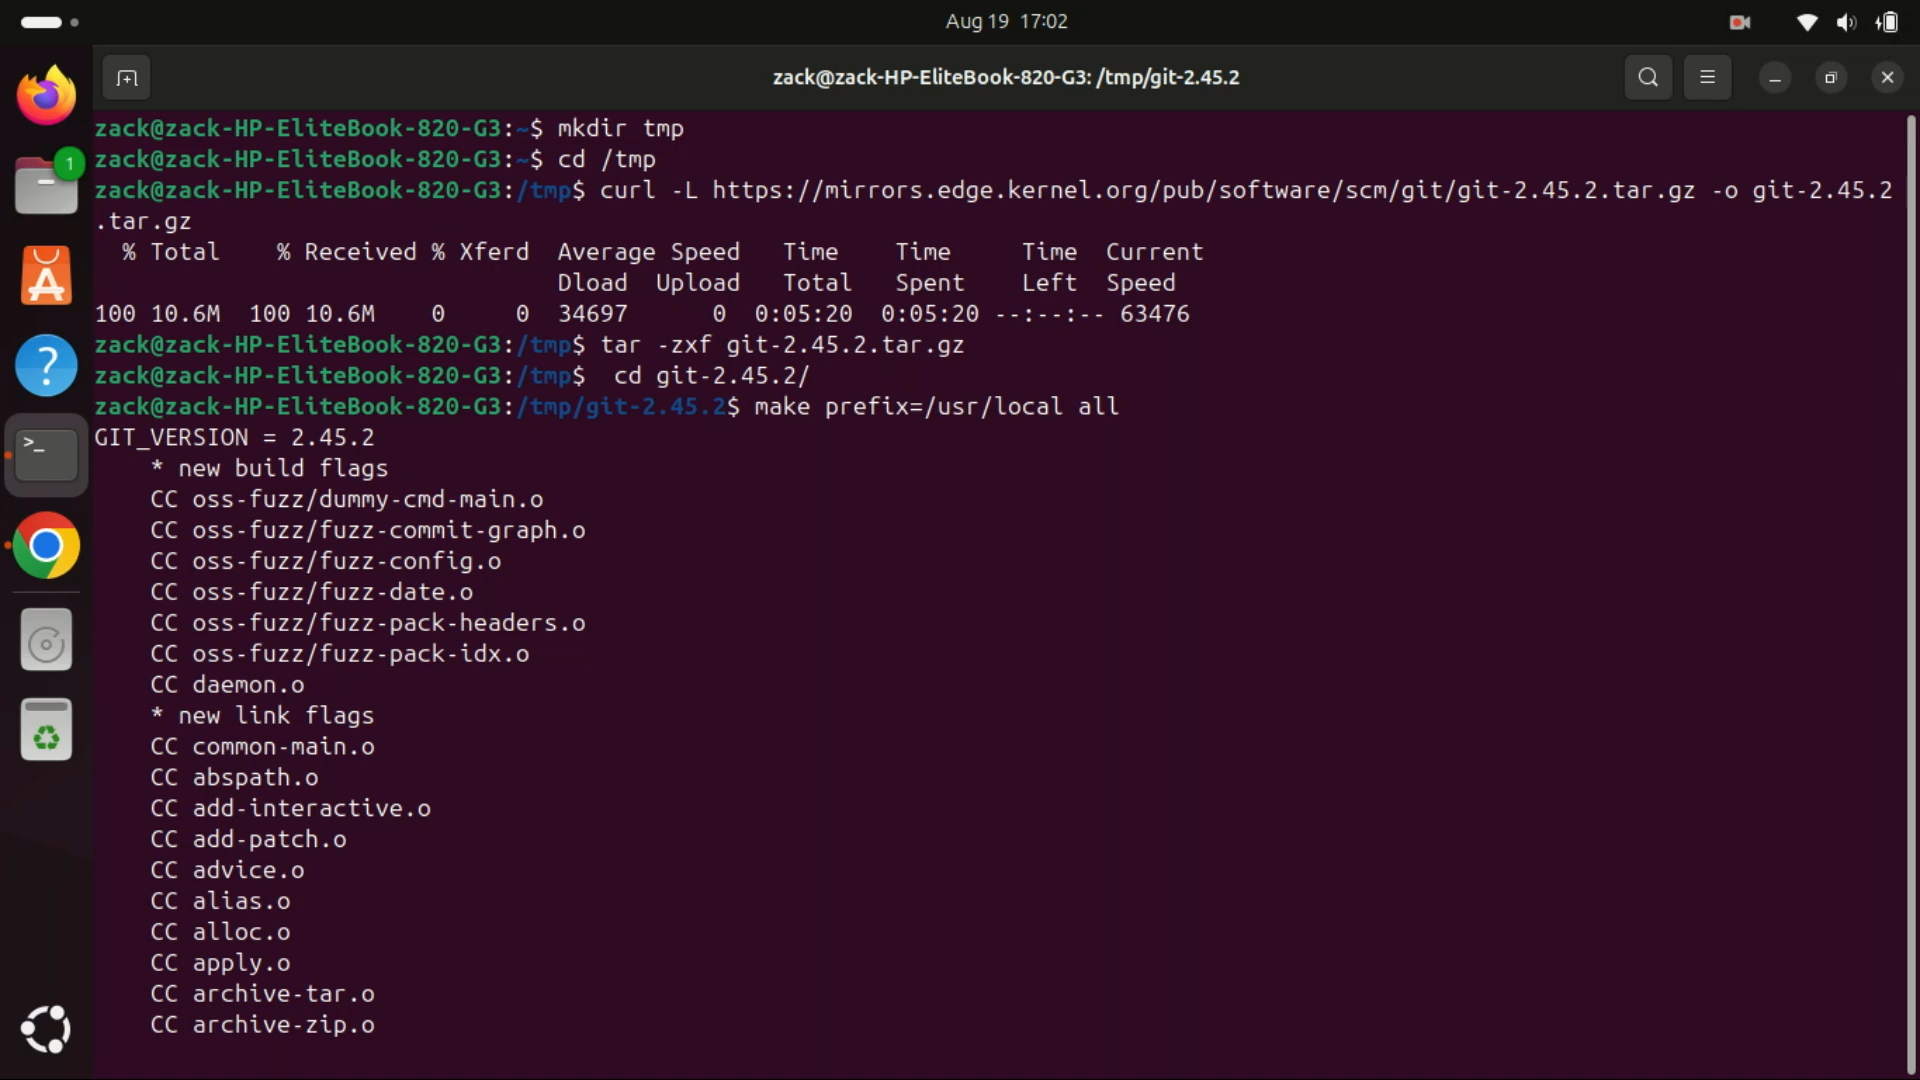 Aug 19 17:02
zack@zack-HP-EliteBook-820-G3: /tmp/git-2.45.2
1
zack@zack-HP-EliteBook-820-G3:~$ mkdir tmp
zack@zack-HP-EliteBook-820-G3:~$ cd /tmp
zack@zack-HP-EliteBook-820-G3:/tmp$ curl -L https://mirrors.edge.kernel.org/pub/software/scm/git/git-2.45.2.tar.gz -o git-2.45.2
.tar.gz
  % Total    % Received % Xferd  Average Speed   Time    Time     Time  Current
                                 Dload  Upload   Total   Spent    Left  Speed
100 10.6M  100 10.6M    0     0  34697      0  0:05:20  0:05:20 --:--:-- 63476
zack@zack-HP-EliteBook-820-G3:/tmp$ tar -zxf git-2.45.2.tar.gz
zack@zack-HP-EliteBook-820-G3:/tmp$  cd git-2.45.2/
zack@zack-HP-EliteBook-820-G3:/tmp/git-2.45.2$ make prefix=/usr/local all
GIT_VERSION = 2.45.2
    * new build flags
    CC oss-fuzz/dummy-cmd-main.o
    CC oss-fuzz/fuzz-commit-graph.o
    CC oss-fuzz/fuzz-config.o
    CC oss-fuzz/fuzz-date.o
    CC oss-fuzz/fuzz-pack-headers.o
    CC oss-fuzz/fuzz-pack-idx.o
    CC daemon.o
    * new link flags
    CC common-main.o
    CC abspath.o
    CC add-interactive.o
    CC add-patch.o
    CC advice.o
    CC alias.o
    CC alloc.o
    CC apply.o
    CC archive-tar.o
    CC archive-zip.o